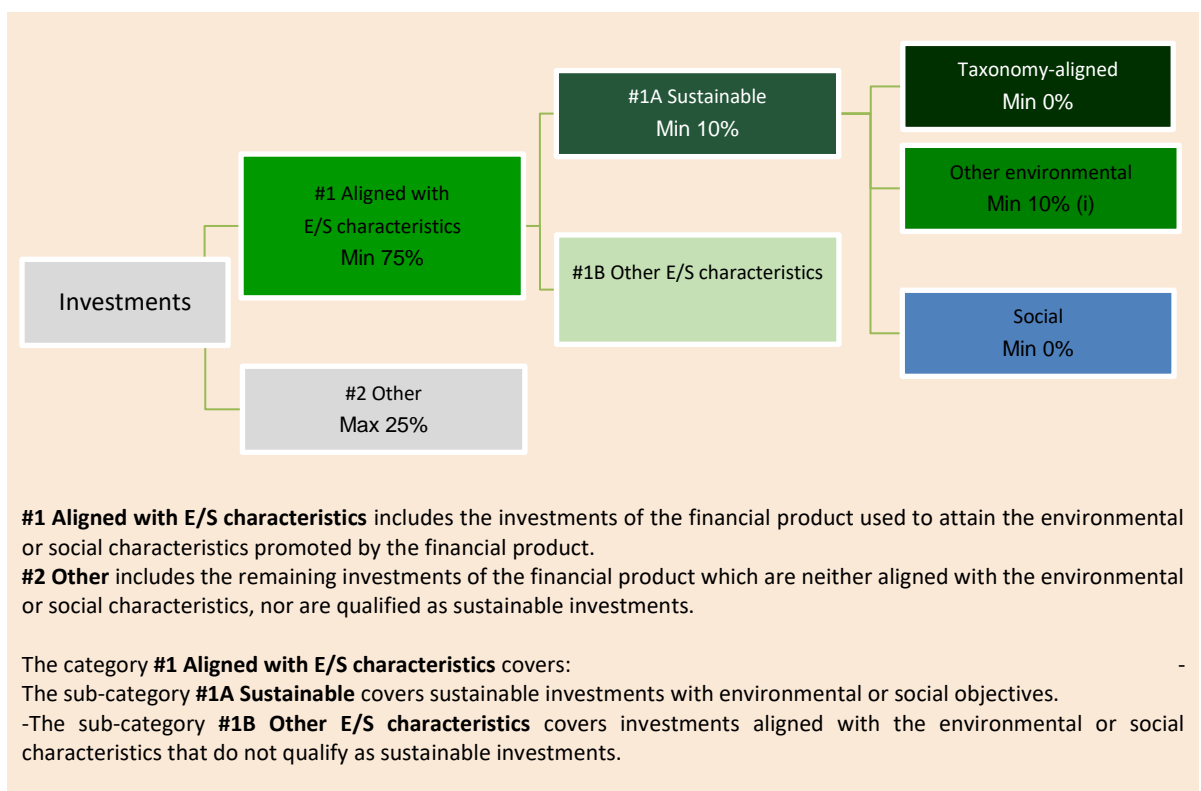 Taxonomy-aligned
Min 0%
#1A Sustainable
Min 10%
Other environmental
Min 10% (i)
#1 Aligned with
E/S characteristics
Min 75%
#1B Other E/S characteristics
Investments
Social
Min 0%
#2 Other
Max 25%
#1 Aligned with E/S characteristics includes the investments of the financial product used to attain the environmental
or social characteristics promoted by the financial product.
#2 Other includes the remaining investments of the financial product which are neither aligned with the environmental
or social characteristics, nor are qualified as sustainable investments.
The category #1 Aligned with E/S characteristics covers: -
The sub-category #1A Sustainable covers sustainable investments with environmental or social objectives.
-The sub-category #1B Other E/S characteristics covers investments aligned with the environmental or social
characteristics that do not qualify as sustainable investments.